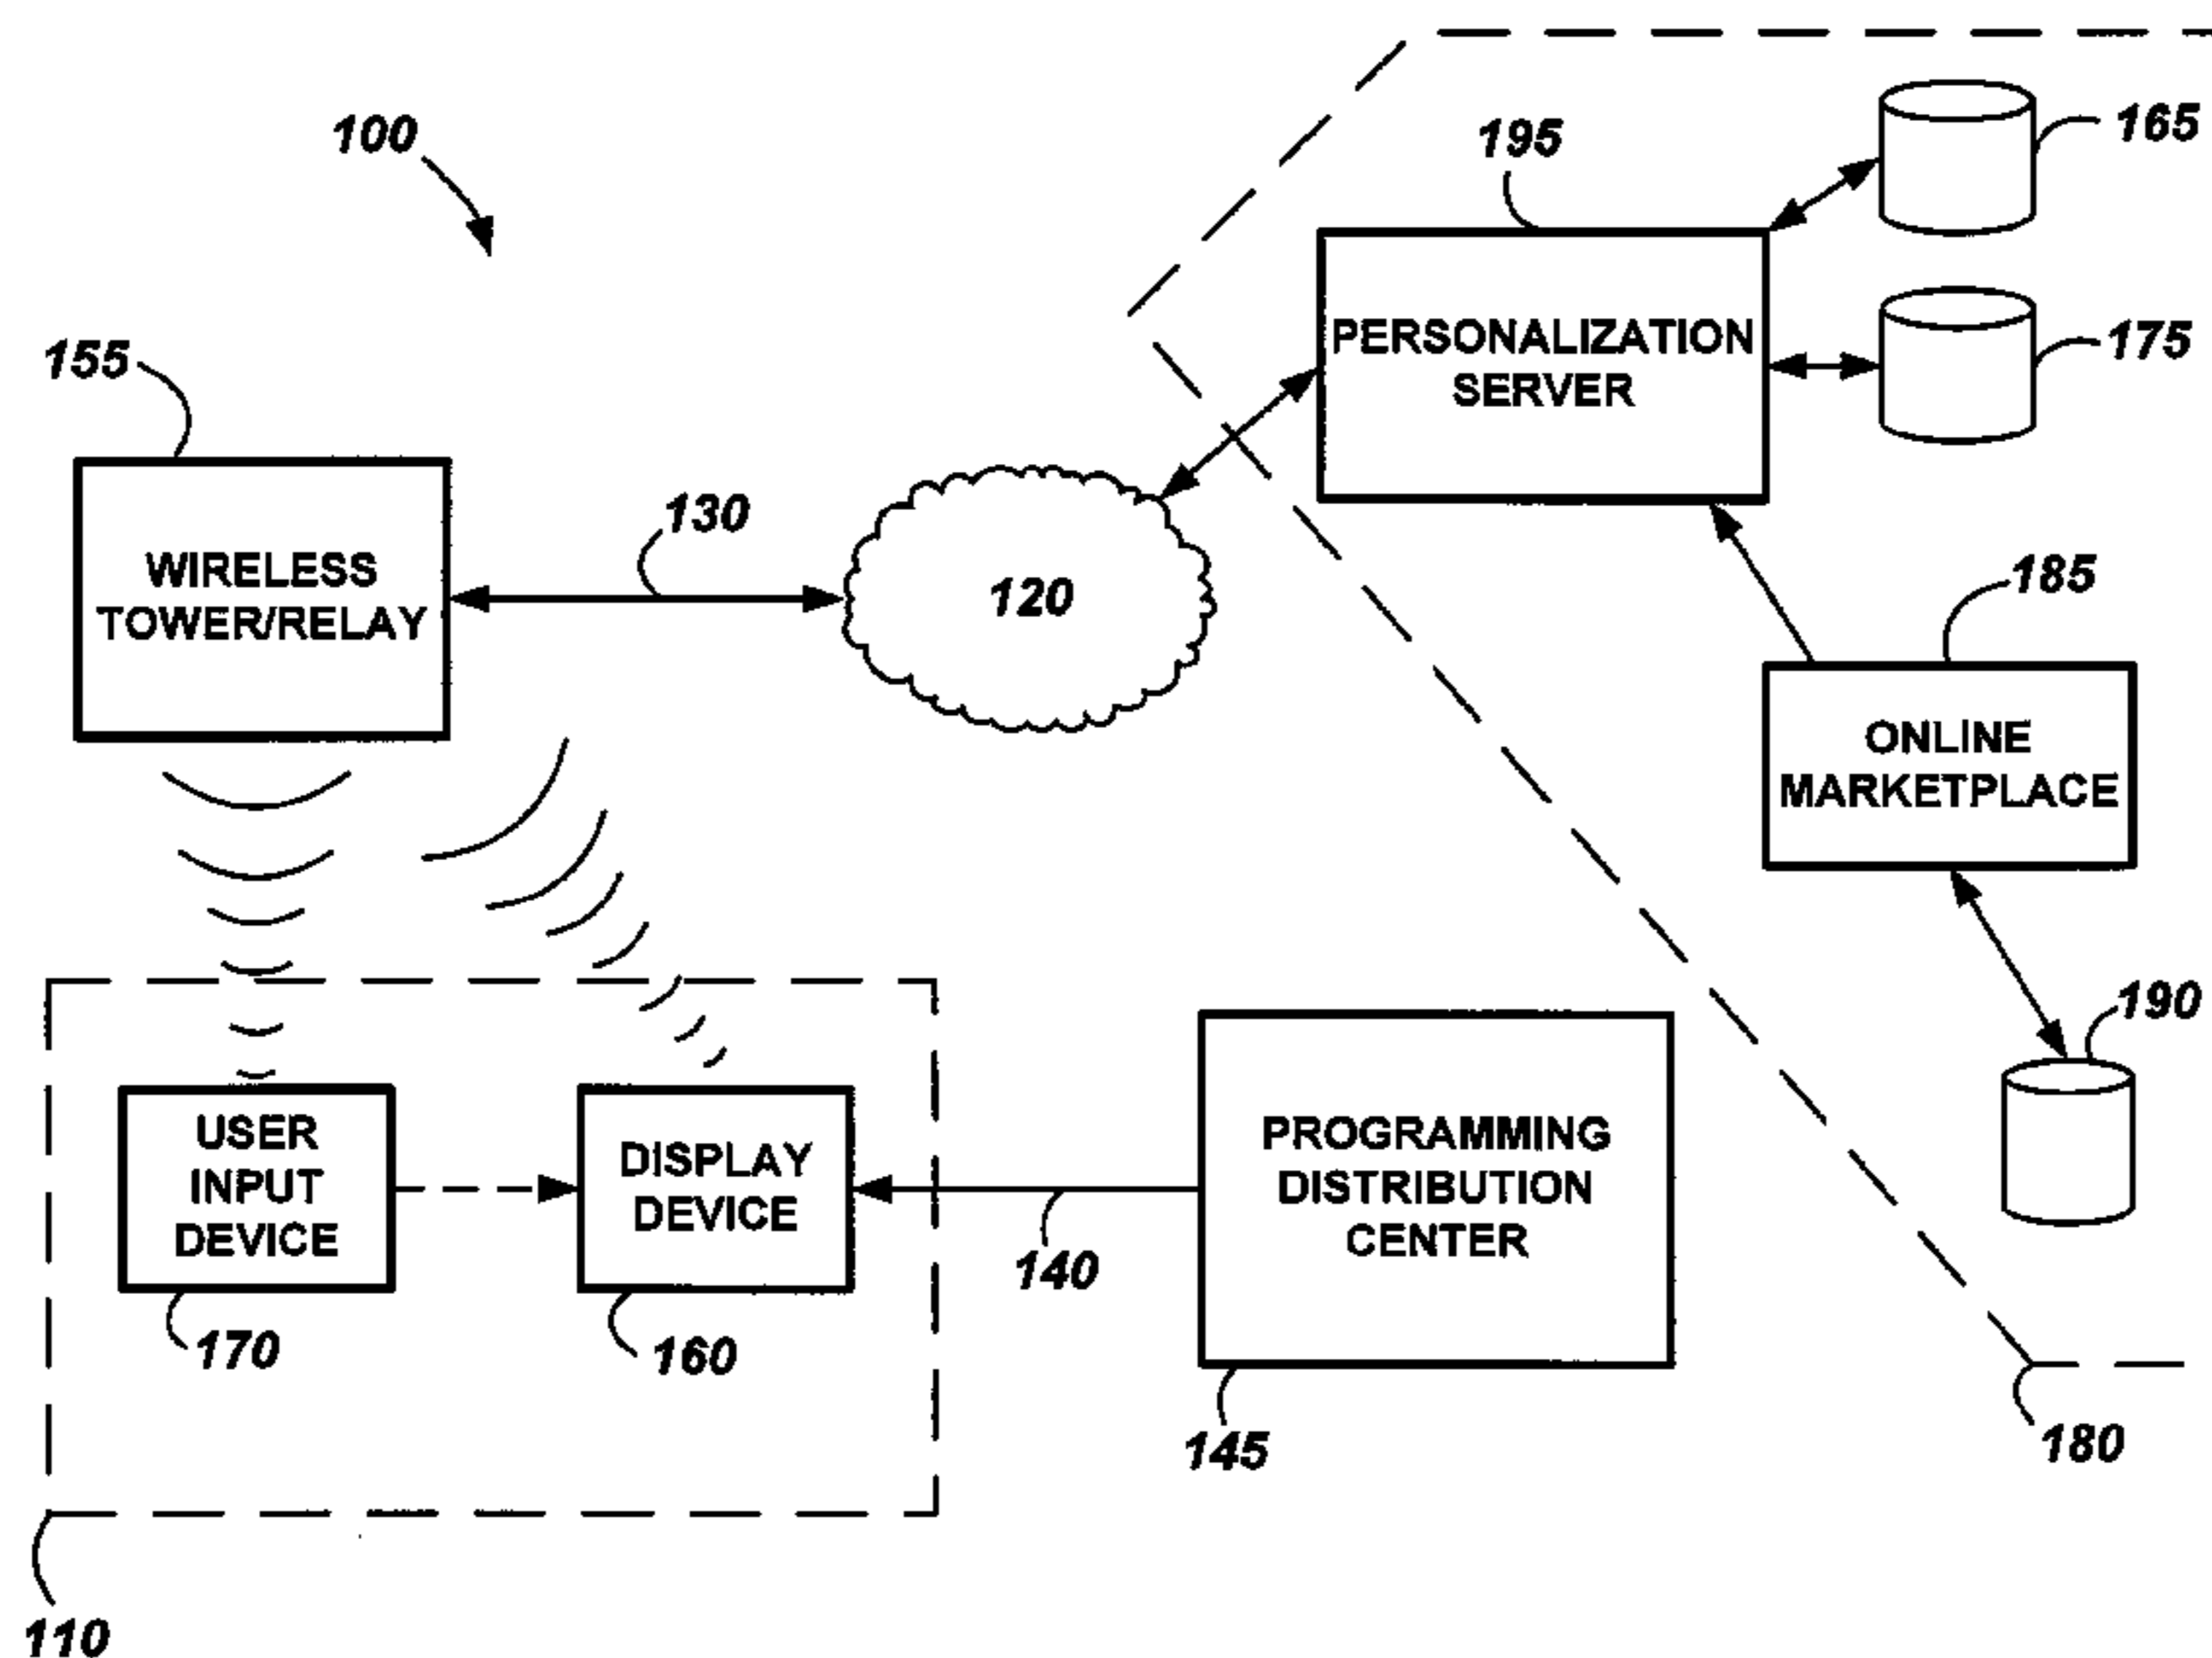 100
195
165
175
155
PERSONALIZATION
SERVER
130
WIRELESS
TOWER/RELAY
120
185
ONLINE
MARKETPLACE
190
USER
INPUT
DEVICE
DISPLAY
DEVICE
PROGRAMMING
DISTRIBUTION
CENTER
140
170
160
145
180
110